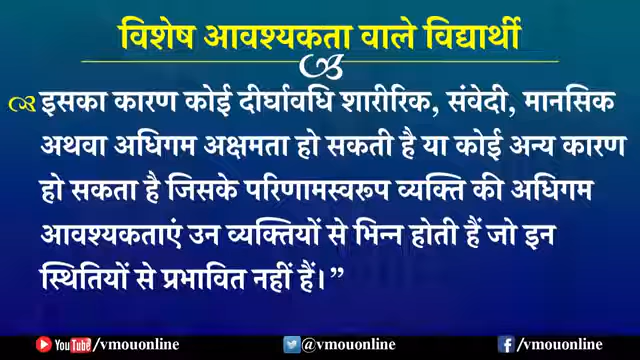 विशेष आवश्यकता वाले विद्यार्थी
इसका कारण कोई दीर्घावधि शारीरिक, संवेदी, मानसिक
अथवा अधिगम अक्षमता हो सकती है या कोई अन्य कारण
हो सकता है जिसके परिणामस्वरूप व्यक्ति की अधिगम
आवश्यकताएं उन व्यक्तियों से भिन्न होती हैं जो इन
स्थितियों से प्रभावित नहीं हैं।”
YouTube /vmouonline @vmouonline /vmouonline